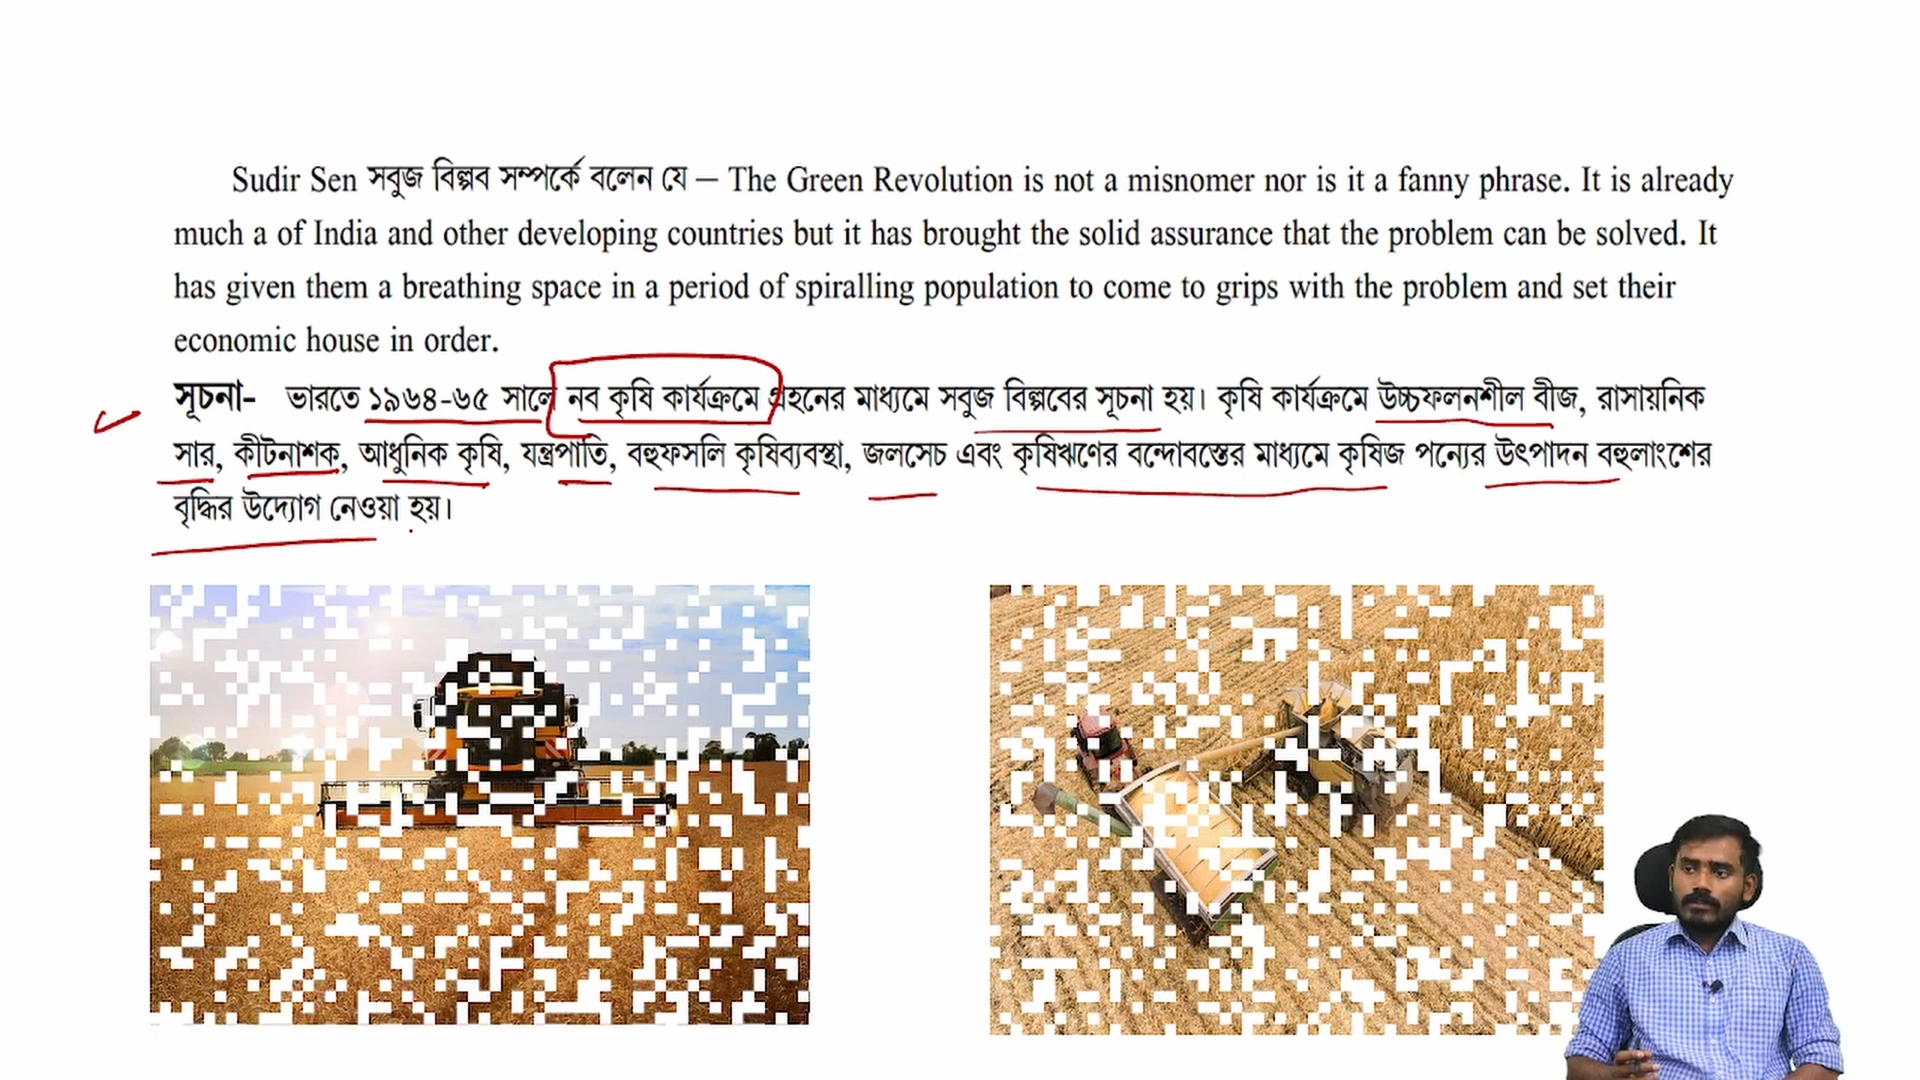 Sudir Sen সবুজ বিল্পব সম্পর্কে বলেন যে – The Green Revolution is not a misnomer nor is it a fanny phrase. It is already
much a of India and other developing countries but it has brought the solid assurance that the problem can be solved. It
has given them a breathing space in a period of spiralling population to come to grips with the problem and set their
economic house in order.
সূচনা- ভারতে ১৯৬৪-৬৫ সালে নব কৃষি কার্যক্রমে গ্রহনের মাধ্যমে সবুজ বিল্পবের সূচনা হয়। কৃষি কার্যক্রমে উচ্চফলনশীল বীজ, রাসায়নিক
সার, কীটনাশক, আধুনিক কৃষি, যন্ত্রপাতি, বহুফসলি কৃষিব্যবস্থা, জলসেচ এবং কৃষিঋণের বন্দোবস্তের মাধ্যমে কৃষিজ পন্যের উৎপাদন বহুলাংশের
বৃদ্ধির উদ্যোগ নেওয়া হয়।